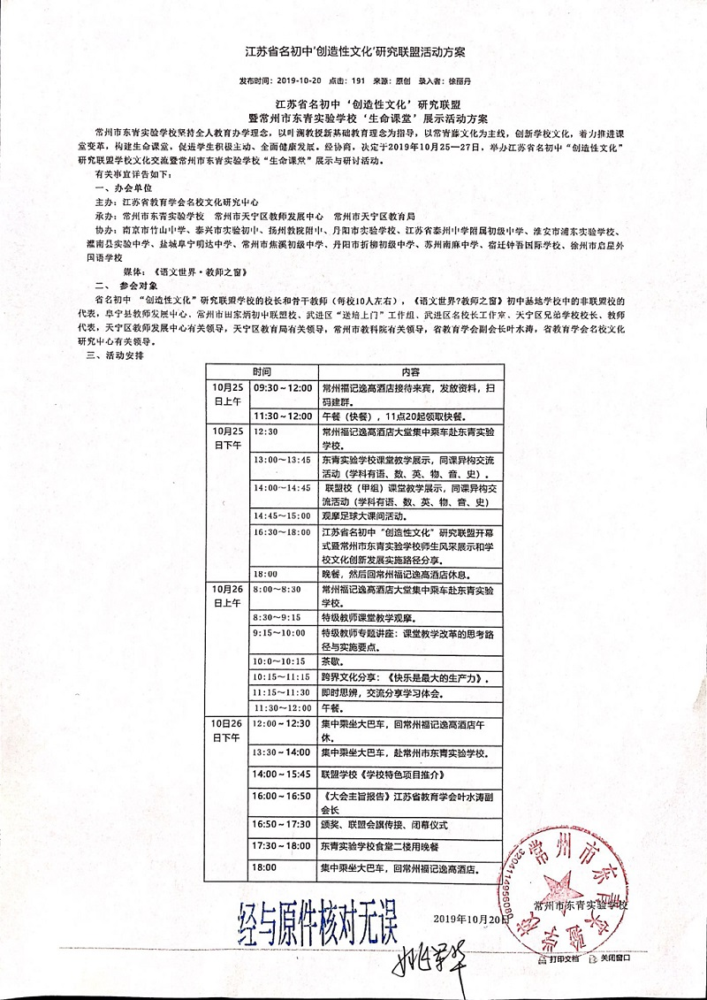 江苏省名初中‘创造性文化’研究联盟活动方案
发布时间：2019-10-20 点击：191 来源：原创 录入者：徐丽丹
江苏省名初中‘创造性文化’研究联盟
暨常州市东青实验学校‘生命课堂’展示活动方案
常州市东青实验学校坚持全人教育办学理念，以叶澜教授新基础教育理念为指导，以常青藤文化为主线，创新学校文化，着力推进课
堂变革，构建生命课堂，促进学生积极主动、全面健康发展。经协商，决定于2019年10月25—27日，举办江苏省名初中“创造性文化”
研究联盟学校文化交流暨常州市东青实验学校“生命课堂”展示与研讨活动。
有关事宜详告如下：
一、办会单位
主办：江苏省教育学会名校文化研究中心
承办：常州市东青实验学校 常州市天宁区教师发展中心 常州市天宁区教育局
协办：南京市竹山中学、泰兴市实验初中、扬州教院附中、丹阳市实验学校、江苏省泰州中学附属初级中学、淮安市浦东实验学校、
灌南县实验中学、盐城阜宁明达中学、常州市焦溪初级中学、丹阳市折柳初级中学、苏州南麻中学、宿迁钟吾国际学校、徐州市启星外
国语学校
媒体：《语文世界·教师之窗》
二、 参会对象
省名初中 “创造性文化”研究联盟学校的校长和骨干教师（每校10人左右），《语文世界?教师之窗》初中基地学校中的非联盟校的
代表，阜宁县教师发展中心、常州市田家炳初中联盟校、武进区“送培上门”工作组、武进区名校长工作室、天宁区兄弟学校校长、教师
代表，天宁区教师发展中心有关领导，天宁区教育局有关领导，常州市教科院有关领导，省教育学会副会长叶水涛，省教育学会名校文化
研究中心有关领导。
三、活动安排
时间 内容
10月25 09:30～12:00 常州福记逸高酒店接待来宾，发放资料，扫
日上午 码建群。
11:30～12:00 午餐（快餐），11点20起领取快餐。
10月25 12:30 常州福记逸高酒店大堂集中乘车赴东青实验
日下午 学校。
13:00～13:45 东青实验学校课堂教学展示，同课异构交流
活动（学科有语、数、英、物、音、史）。
14:00～14:45 联盟校（甲组）课堂教学展示，同课异构交
流活动（学科有语、数、英、物、音、史）
14:45～15:00 观摩足球大课间活动。
16:30～18:00 江苏省名初中“创造性文化”研究联盟开幕
式暨常州市东青实验学校师生风采展示和学
校文化创新发展实施路径分享。
18:00 晚餐，然后回常州福记逸高酒店休息。
10月26 8:00～8:30 常州福记逸高酒店大堂集中乘车赴东青实验
日上午 学校。
8:30～9:15 特级教师课堂教学观摩。
9:15～10:00 特级教师专题讲座：课堂教学改革的思考路
径与实施要点。
10:0～10:15 茶歇。
10:15～11:15 跨界文化分享：《快乐是最大的生产力》。
11:15～11:30 即时思辨，交流分享学习体会。
11:30～12:00 午餐。
10日26 12:00～12:30 集中乘坐大巴车，回常州福记逸高酒店午
日下午 休。
13:30～14:00 集中乘坐大巴车，赴常州市东青实验学校。
14:00～15:45 联盟学校《学校特色项目推介》
16:00～16:50 《大会主旨报告》江苏省教育学会叶水涛副
会长
16:50～17:30 颁奖、联盟会旗传接、闭幕仪式
17:30～18:00 东青实验学校食堂二楼用晚餐
18:00 集中乘坐大巴车，回常州福记逸高酒店。
常州市东青实验学校
常州市东青实验学校
2019年10月20日
经与原件核对无误
打印文档 关闭窗口